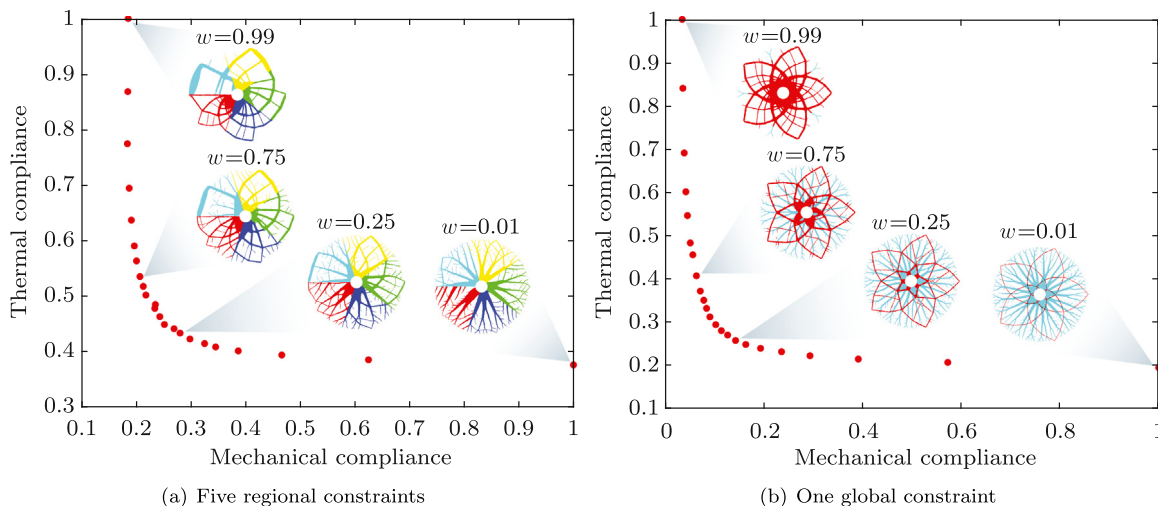 1
0.9
0.8
0.7
0.6
0.5
0.4
0.3
Thermal compliance
w=0.99
w=0.75
w=0.25
w=0.01
0.1 0.2 0.3 0.4 0.5 0.6 0.7 0.8 0.9 1
Mechanical compliance
(a) Five regional constraints
1
0.9
0.8
0.7
0.6
0.5
0.4
0.3
0.2
0.1
Thermal compliance
w=0.99
w=0.75
w=0.25
w=0.01
0 0.2 0.4 0.6 0.8 1
Mechanical compliance
(b) One global constraint